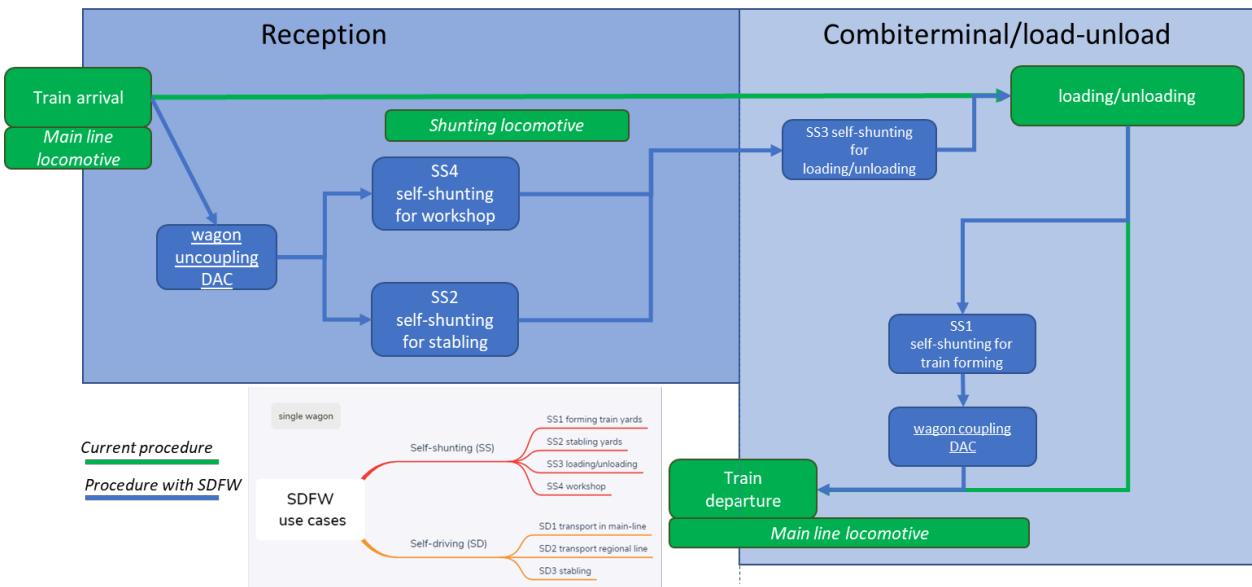 Reception
Combiterminal/load-unload
Train arrival
Main line
locomotive
Shunting locomotive
loading/unloading
SS3 self-shunting
for
loading/unloading
SS4
self-shunting
for workshop
wagon
uncoupling
DAC
SS2
self-shunting
for stabling
SS1
self-shunting for
train forming
wagon coupling
DAC
Train
departure
Main line locomotive
Current procedure
Procedure with SDFW
single wagon
SDFW
use cases
Self-shunting (SS)
SS1 forming train yards
SS2 stabling yards
SS3 loading/unloading
SS4 workshop
Self-driving (SD)
SD1 transport in main-line
SD2 transport regional line
SD3 stabling